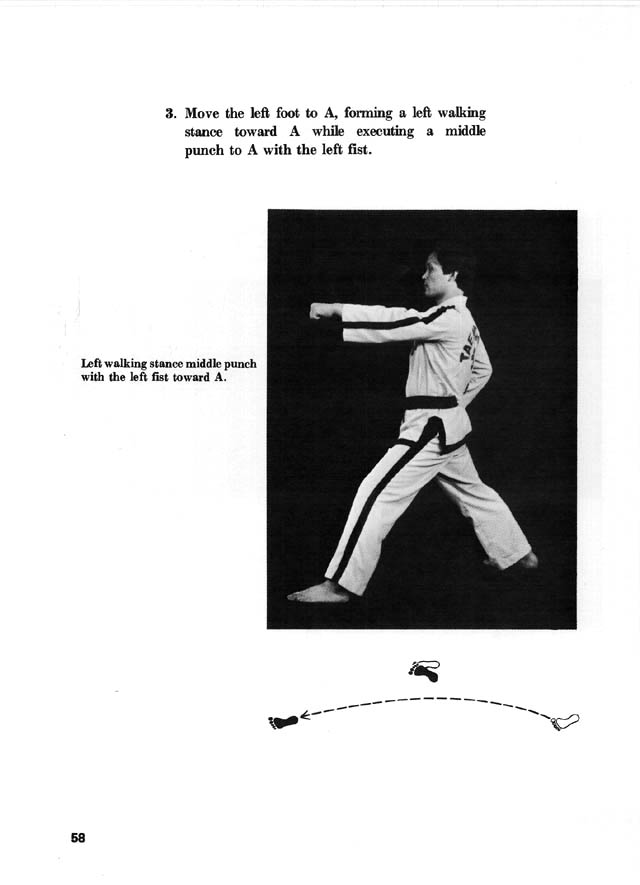 3. Move the left foot to A, forming a left walking
stance toward A while executing a middle
punch to A with the left fist.
Left walking stance middle punch
with the left fist toward A.
58